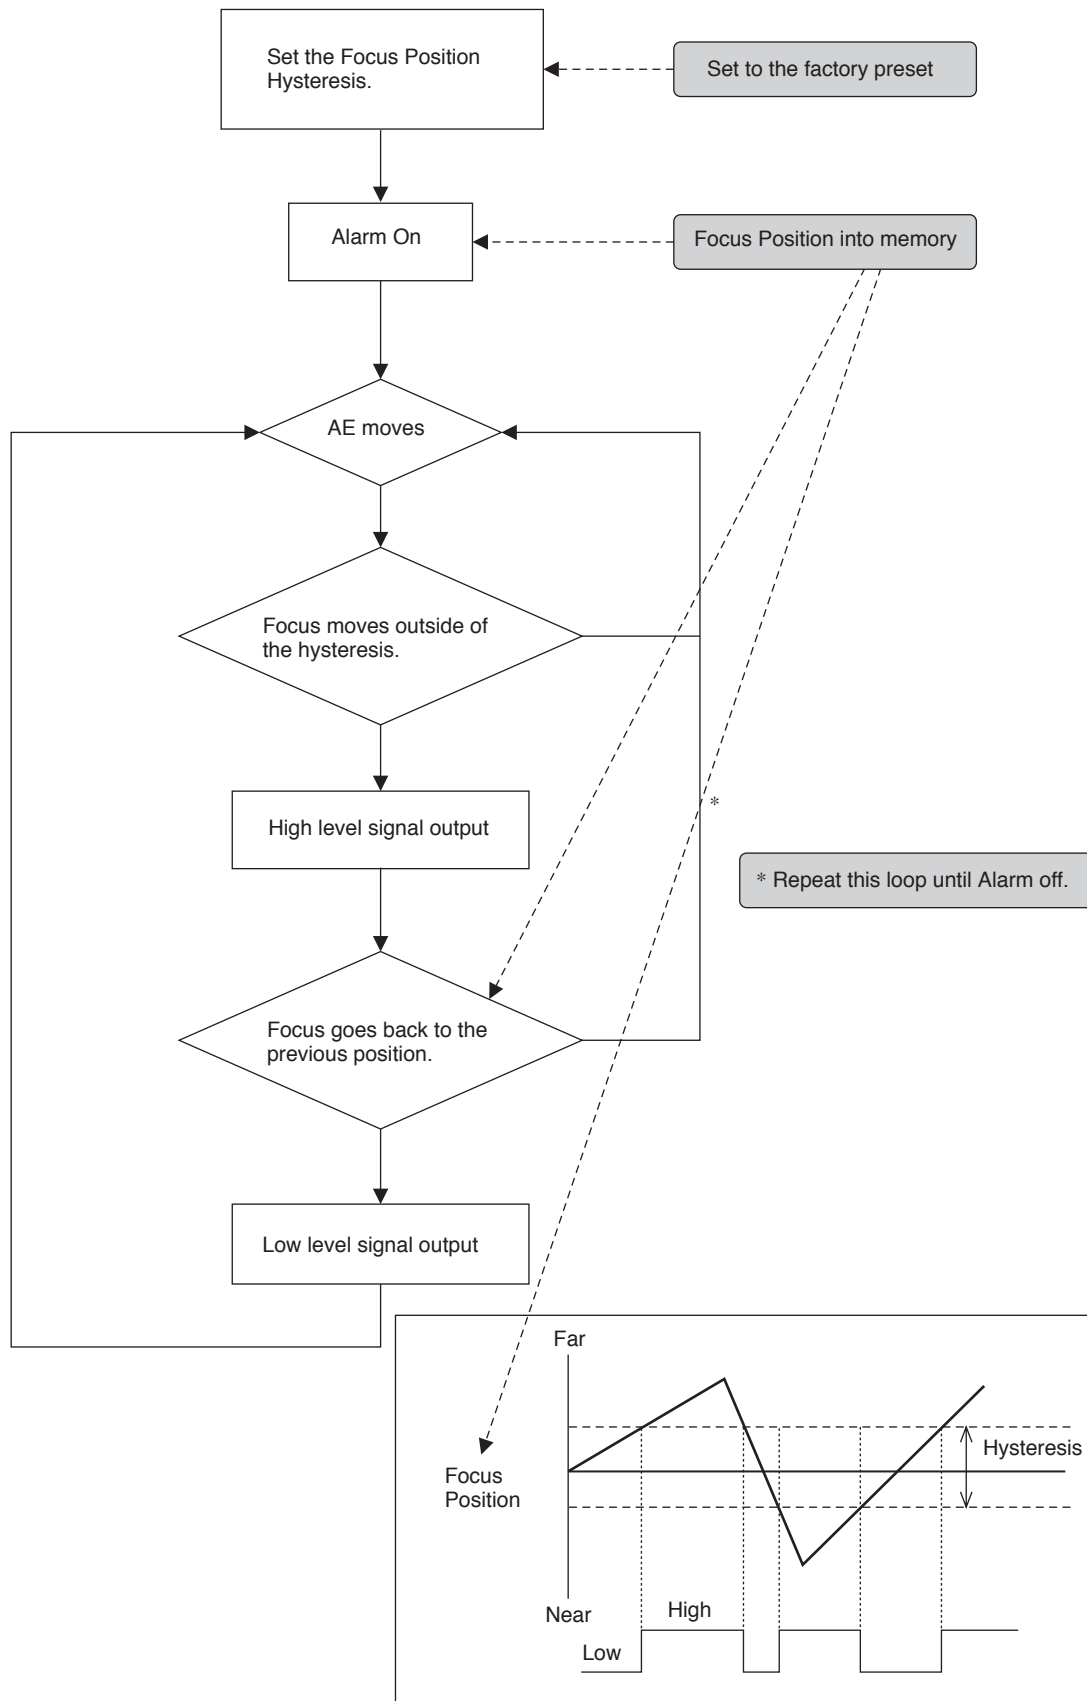 Set the Focus Position
Hysteresis.
Set to the factory preset
Alarm On
Focus Position into memory
AE moves
Focus moves outside of
the hysteresis.
High level signal output
*
* Repeat this loop until Alarm off.
Focus goes back to the
previous position.
Low level signal output
Far
Hysteresis
Focus
Position
Near
High
Low